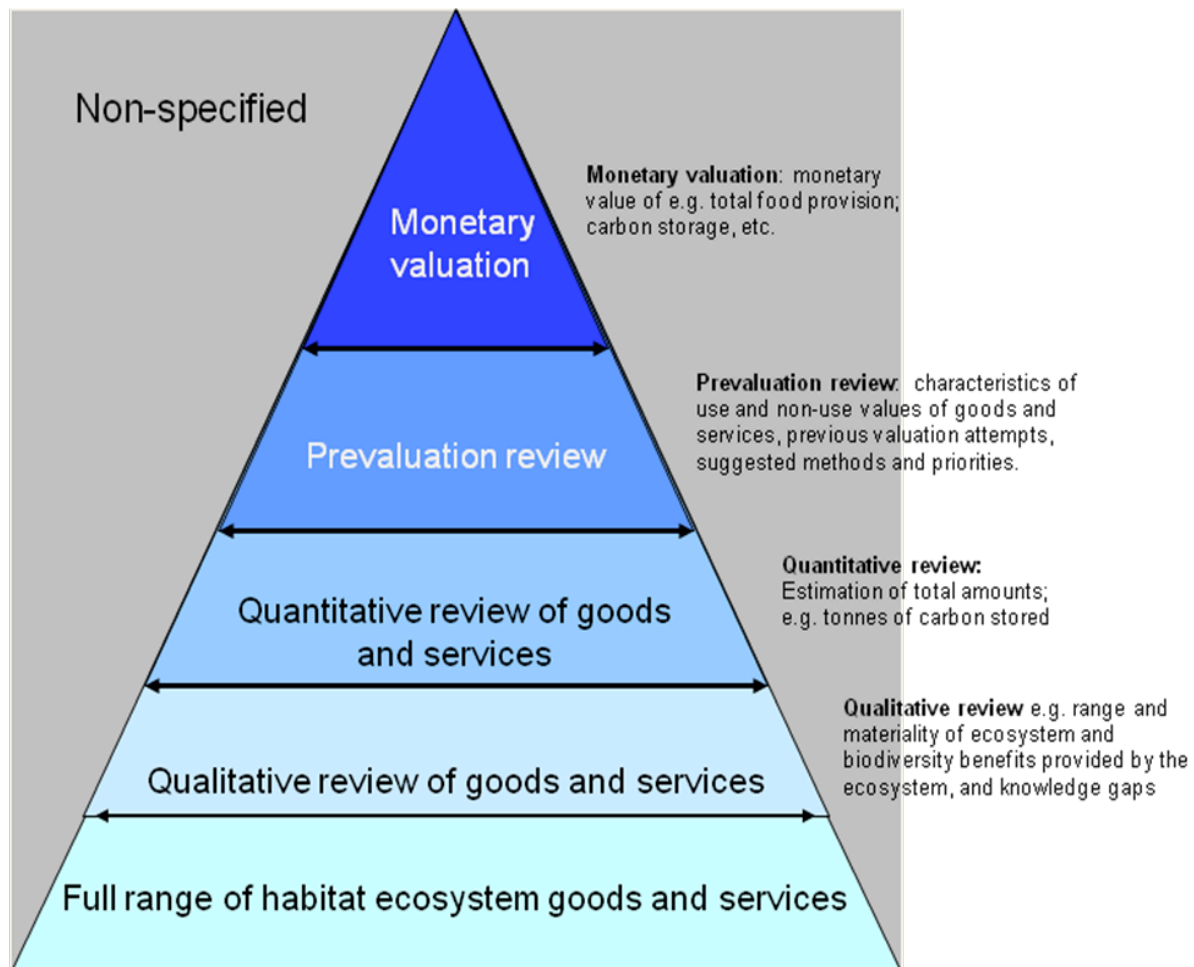 Non-specified
Monetary valuation: monetary
value of e.g. total food provision;
carbon storage, etc.
Monetary
valuation
Prevaluation review: characteristics of
use and non-use values of goods and
services, previous valuation attempts,
suggested methods and priorities.
Prevaluation review
Quantitative review:
Estimation of total amounts;
e.g. tonnes of carbon stored
Quantitative review of goods
and services
Qualitative review e.g. range and
materiality of ecosystem and
biodiversity benefits provided by the
ecosystem, and knowledge gaps
Qualitative review of goods and services
Full range of habitat ecosystem goods and services